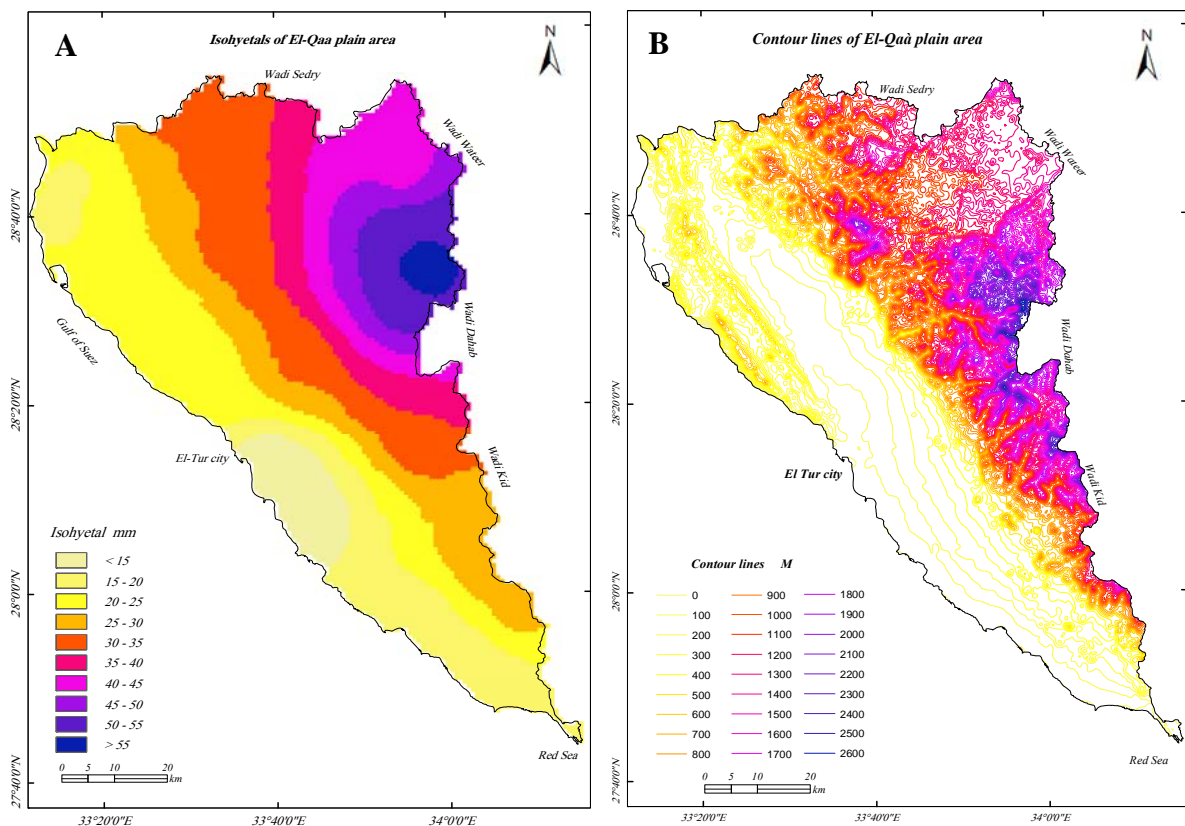 A
Isohyetals of El-Qaa plain area
N
Wadi Sedry
Wadi Wateer
Wadi Dahab
Wadi Kid
Gulf of Suez
El-Tur city
Red Sea
Isohyetal mm
< 15
15 - 20
20 - 25
25 - 30
30 - 35
35 - 40
40 - 45
45 - 50
50 - 55
> 55
0 5 10 20
km
28°40'0"N
28°20'0"N
28°0'0"N
27°40'0"N
33°20'0"E
33°40'0"E
34°0'0"E
B
Contour lines of El-Qaà plain area
N
Wadi Sedry
Wadi Wateer
Wadi Dahab
Wadi Kid
El Tur city
Red Sea
Contour lines M
0
100
200
300
400
500
600
700
800
900
1000
1100
1200
1300
1400
1500
1600
1700
1800
1900
2000
2100
2200
2300
2400
2500
2600
0 5 10 20
km
28°40'0"N
28°20'0"N
28°0'0"N
27°40'0"N
33°20'0"E
33°40'0"E
34°0'0"E